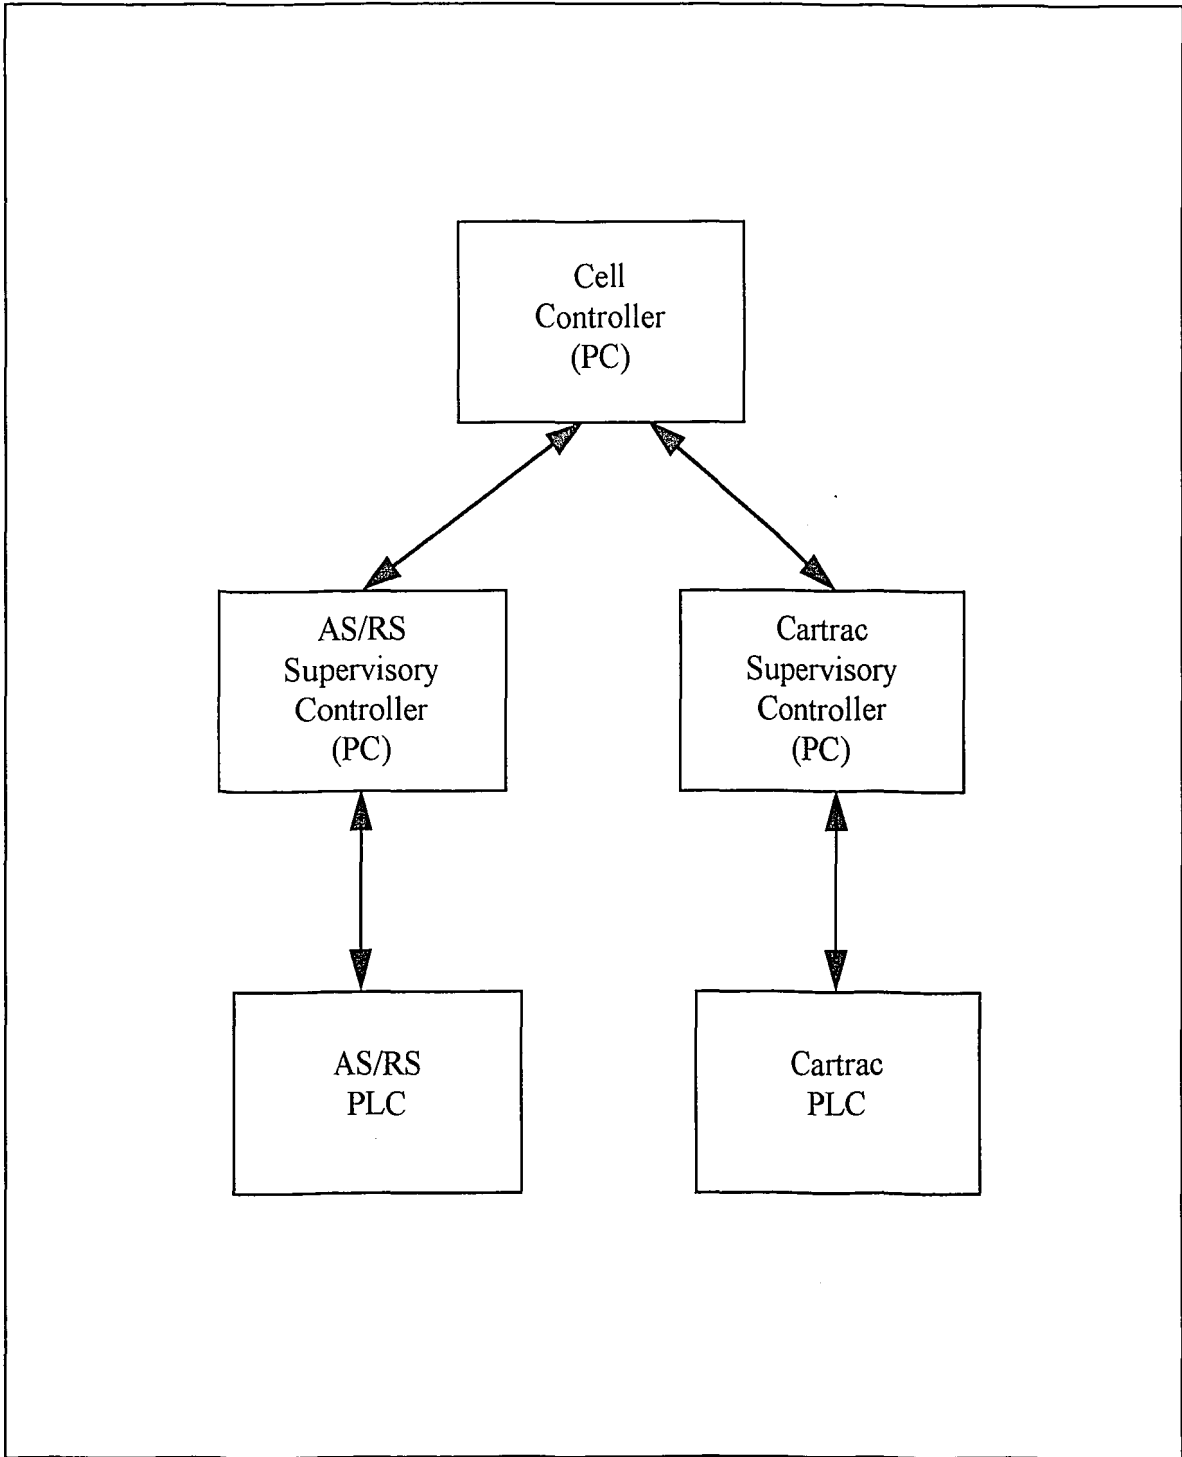 Cell
Controller
(PC)
AS/RS
Supervisory
Controller
(PC)
Cartrac
Supervisory
Controller
(PC)
AS/RS
PLC
Cartrac
PLC